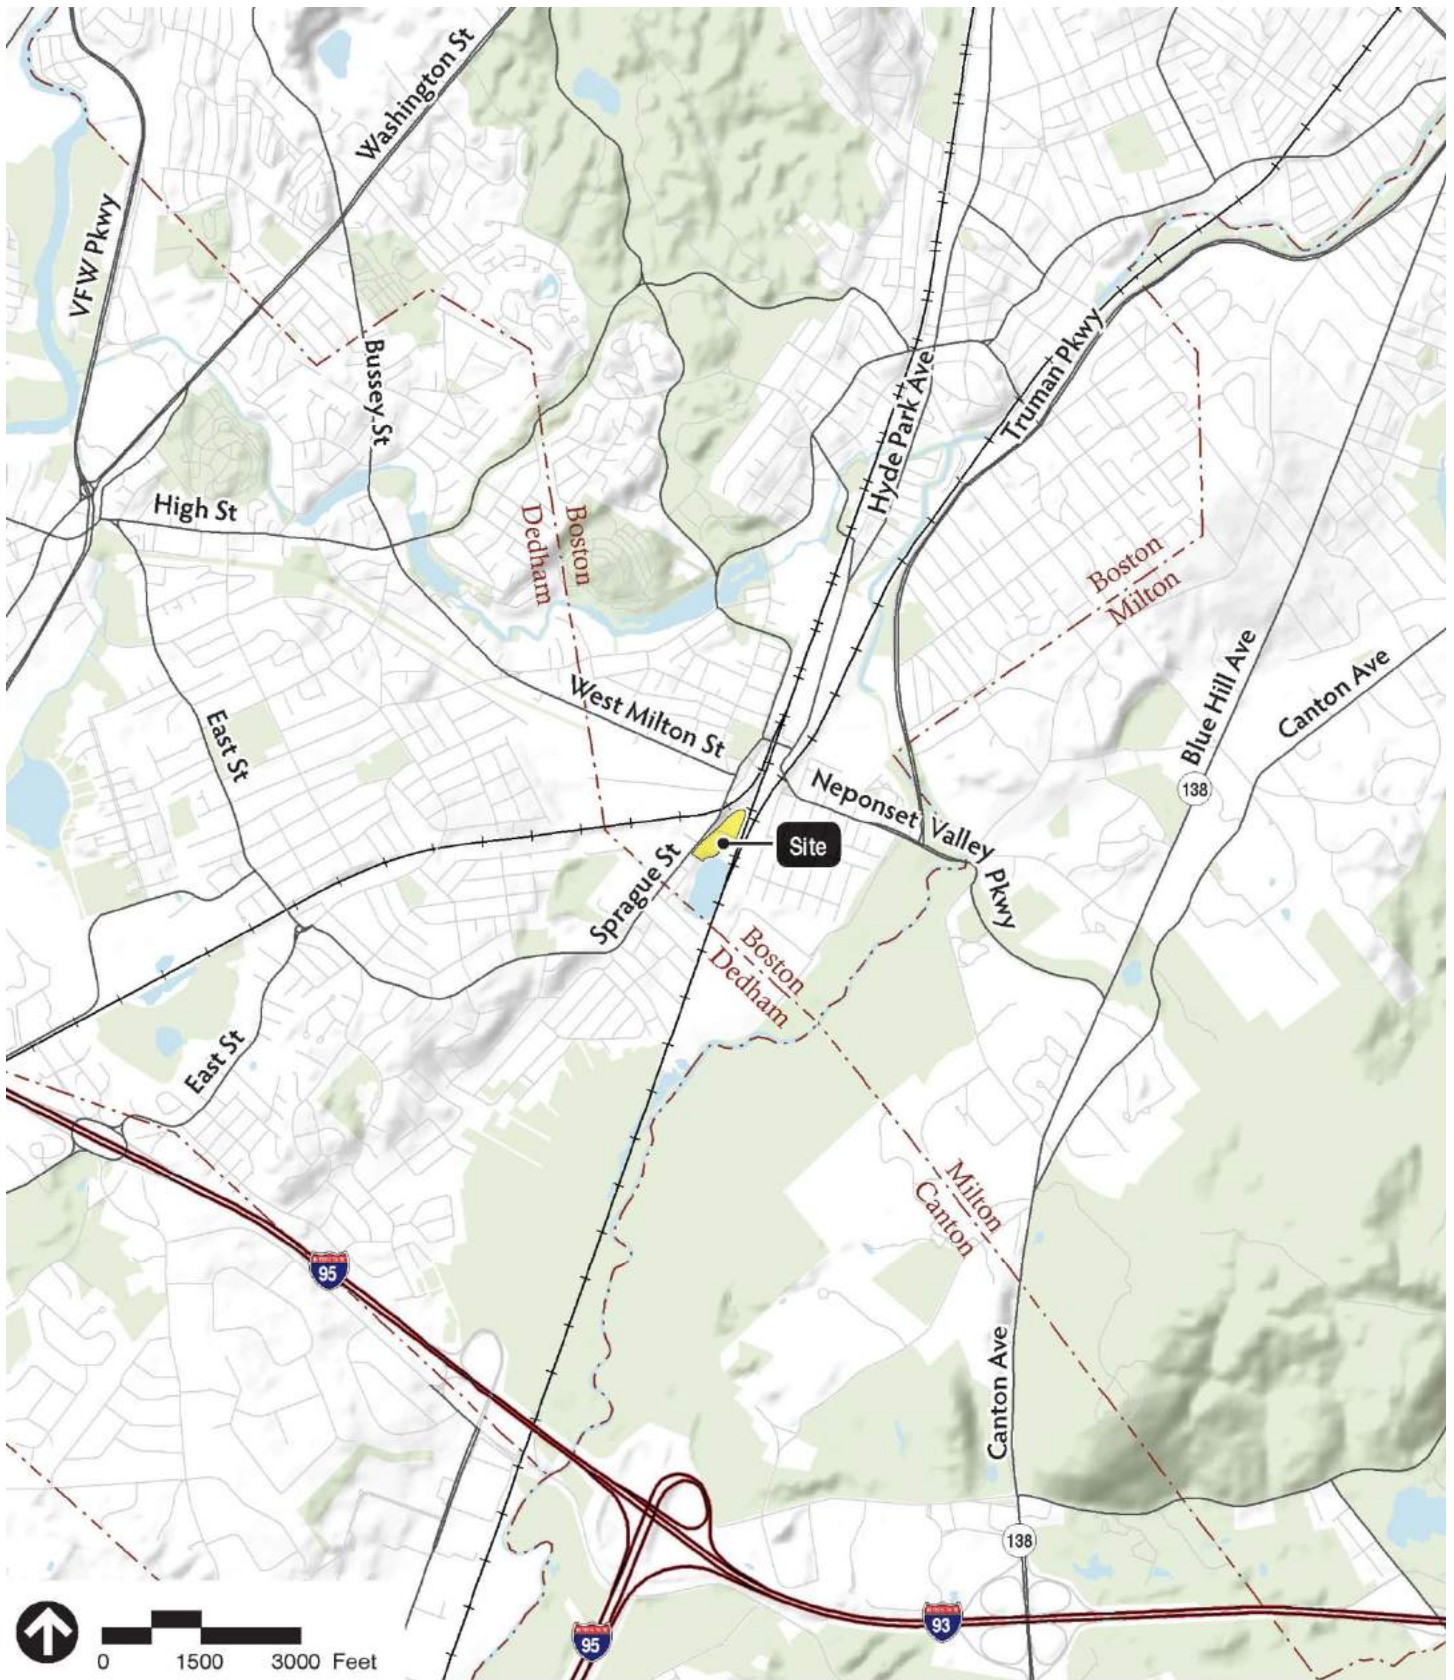 Washington St
VFW Pkwy
Bussey St
Hyde Park Ave
Truman Pkwy
High St
Boston
Dedham
Boston
Milton
West Milton St
East St
Blue Hill Ave
Canton Ave
138
Neponset Valley Pkwy
Site
Sprague St
Boston
Dedham
East St
Milton
Canton
95
Canton Ave
138
93
95
0 1500 3000 Feet